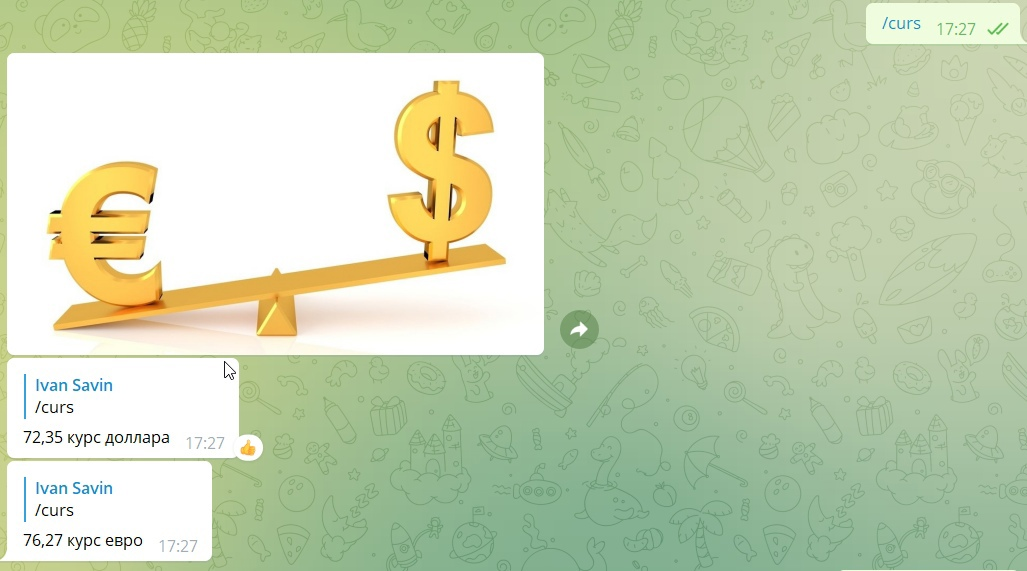 /curs 17:27
Ivan Savin
/curs
72,35 курс доллара 17:27
Ivan Savin
/curs
76,27 курс евро 17:27